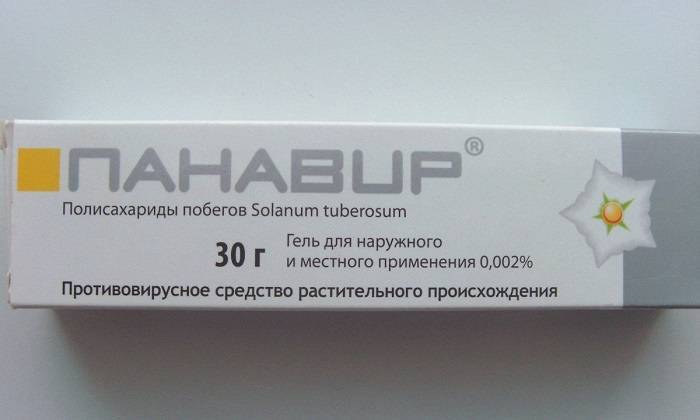 ПАНАВИР®
Полисахариды побегов Solanum tuberosum
30 г
Гель для наружного
и местного применения 0,002%
Противовирусное средство растительного происхождения